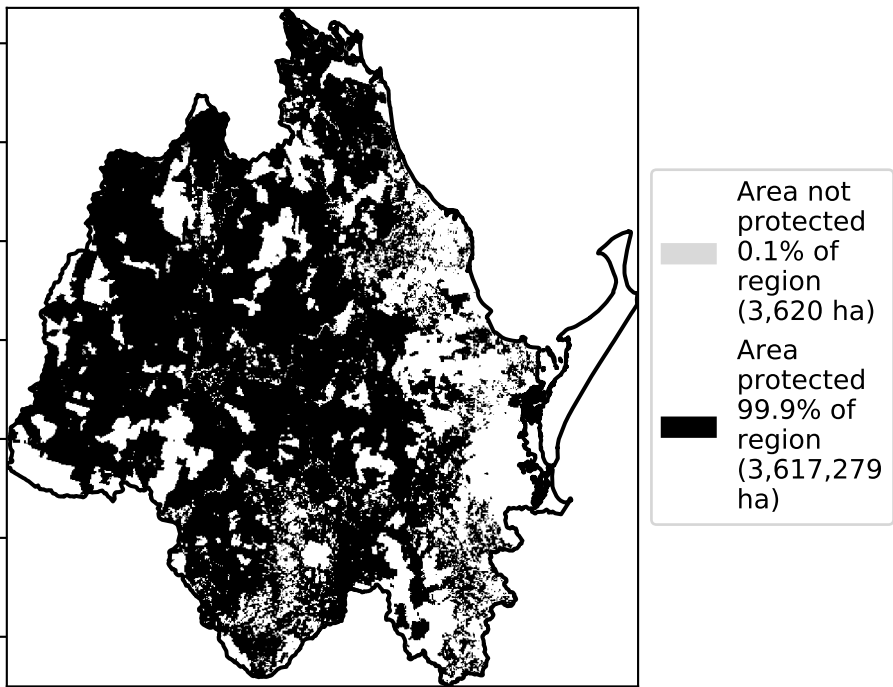 Area not
protected
0.1% of
region
(3,620 ha)
Area
protected
99.9% of
region
(3,617,279
ha)